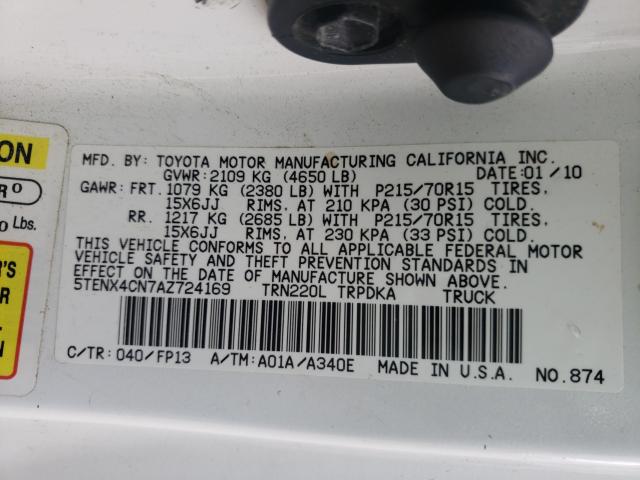 MFD. BY: TOYOTA MOTOR MANUFACTURING CALIFORNIA INC.
GVWR: 2109 KG (4650 LB) DATE: 01 / 10
GAWR: FRT. 1079 KG (2380 LB) WITH P215/70R15 TIRES.
15X6JJ RIMS. AT 210 KPA (30 PSI) COLD.
RR. 1217 KG (2685 LB) WITH P215/70R15 TIRES.
15X6JJ RIMS. AT 230 KPA (33 PSI) COLD.
THIS VEHICLE CONFORMS TO ALL APPLICABLE FEDERAL MOTOR
VEHICLE SAFETY AND THEFT PREVENTION STANDARDS IN
EFFECT ON THE DATE OF MANUFACTURE SHOWN ABOVE.
5TENX4CN7AZ724169 TRN220L TRPDKA TRUCK
C/TR: 040/FP13 A/TM: A01A/A340E MADE IN U.S.A. NO. 874
ON
RO
0 Lbs.
'S
OR
N